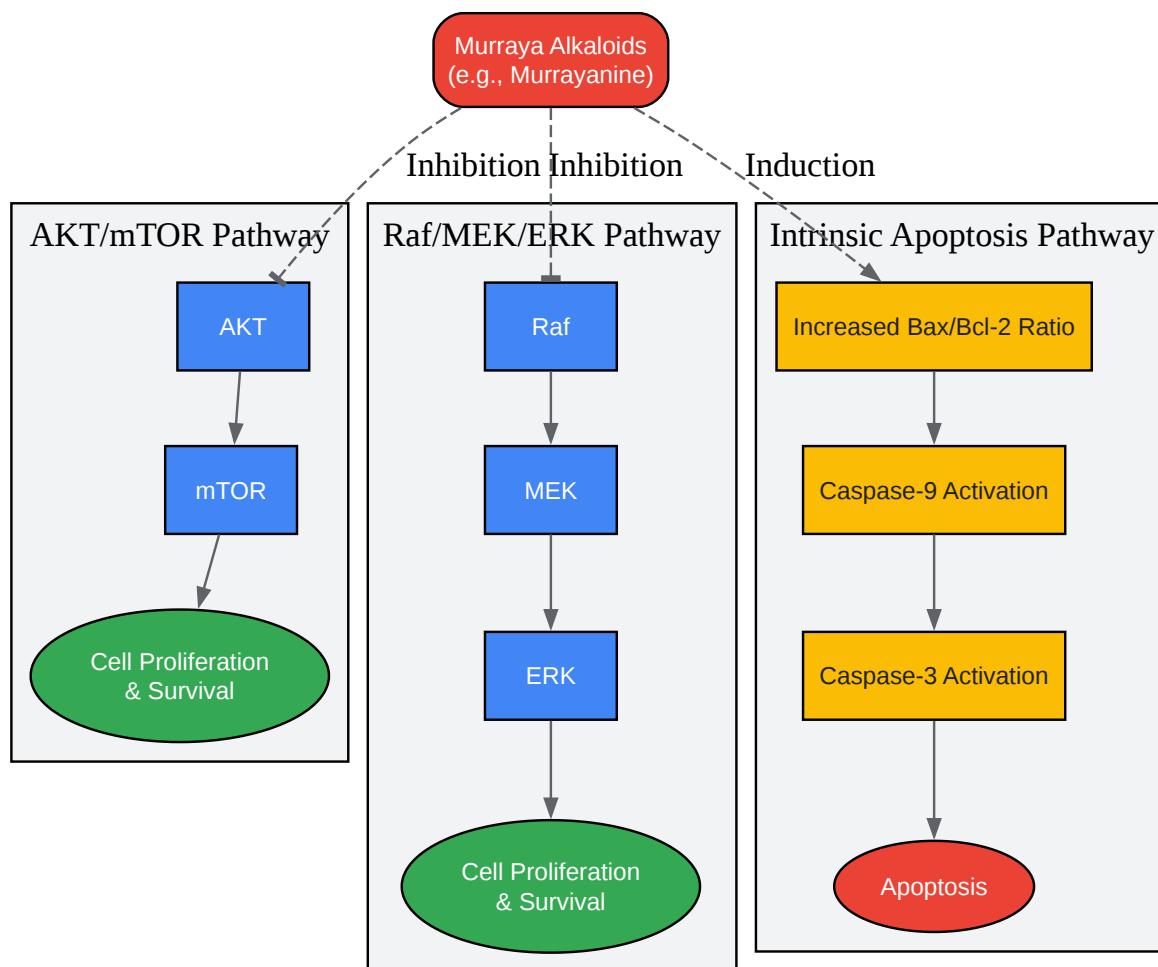 Murraya Alkaloids
(e.g., Murrayanine)
Inhibition
Inhibition
Induction
AKT/mTOR Pathway
AKT
mTOR
Cell Proliferation
& Survival
Raf/MEK/ERK Pathway
Raf
MEK
ERK
Cell Proliferation
& Survival
Intrinsic Apoptosis Pathway
Increased Bax/Bcl-2 Ratio
Caspase-9 Activation
Caspase-3 Activation
Apoptosis